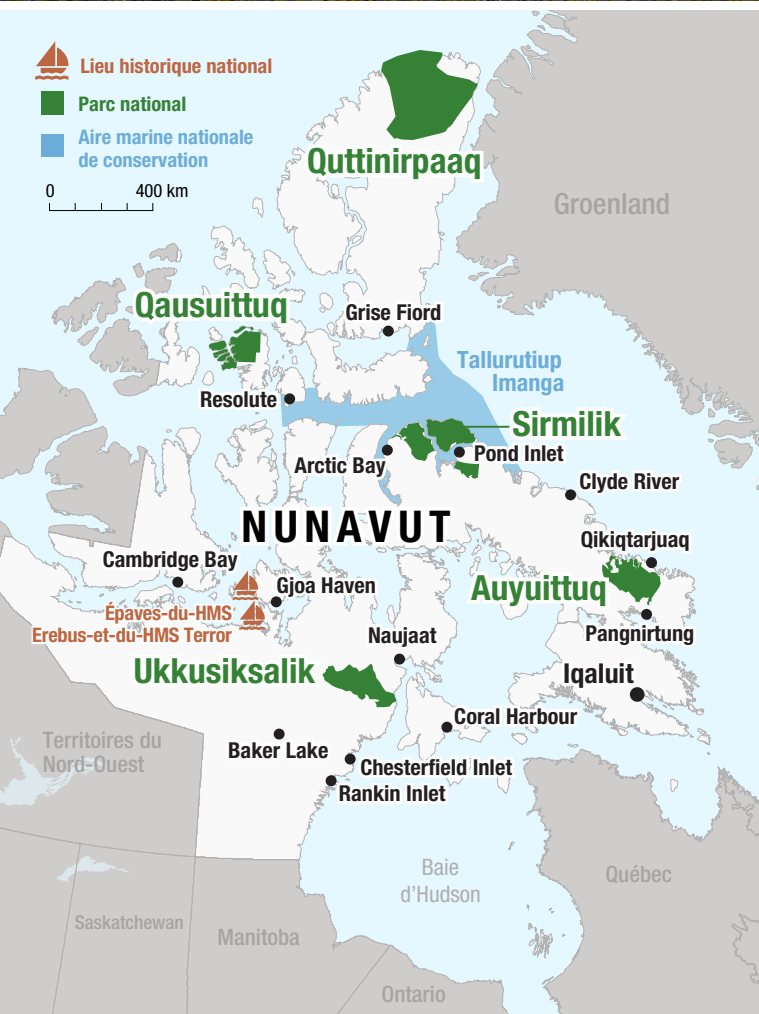 Lieu historique national
Parc national
Aire marine nationale
de conservation
0
400 km
Quttinirpaaq
Groenland
Qausuittuq
Grise Fiord
Tallurutiup
Imanga
Resolute
Sirmilik
Arctic Bay
Pond Inlet
Clyde River
NUNAVUT
Qikiqtarjuaq
Cambridge Bay
Gjoa Haven
Auyuittuq
Épaves-du-HMS
Erebus-et-du-HMS Terror
Naujaat
Pangnirtung
Ukkusiksalik
Iqaluit
Coral Harbour
Territoires du
Nord-Ouest
Baker Lake
Chesterfield Inlet
Rankin Inlet
Baie
d'Hudson
Québec
Saskatchewan
Manitoba
Ontario